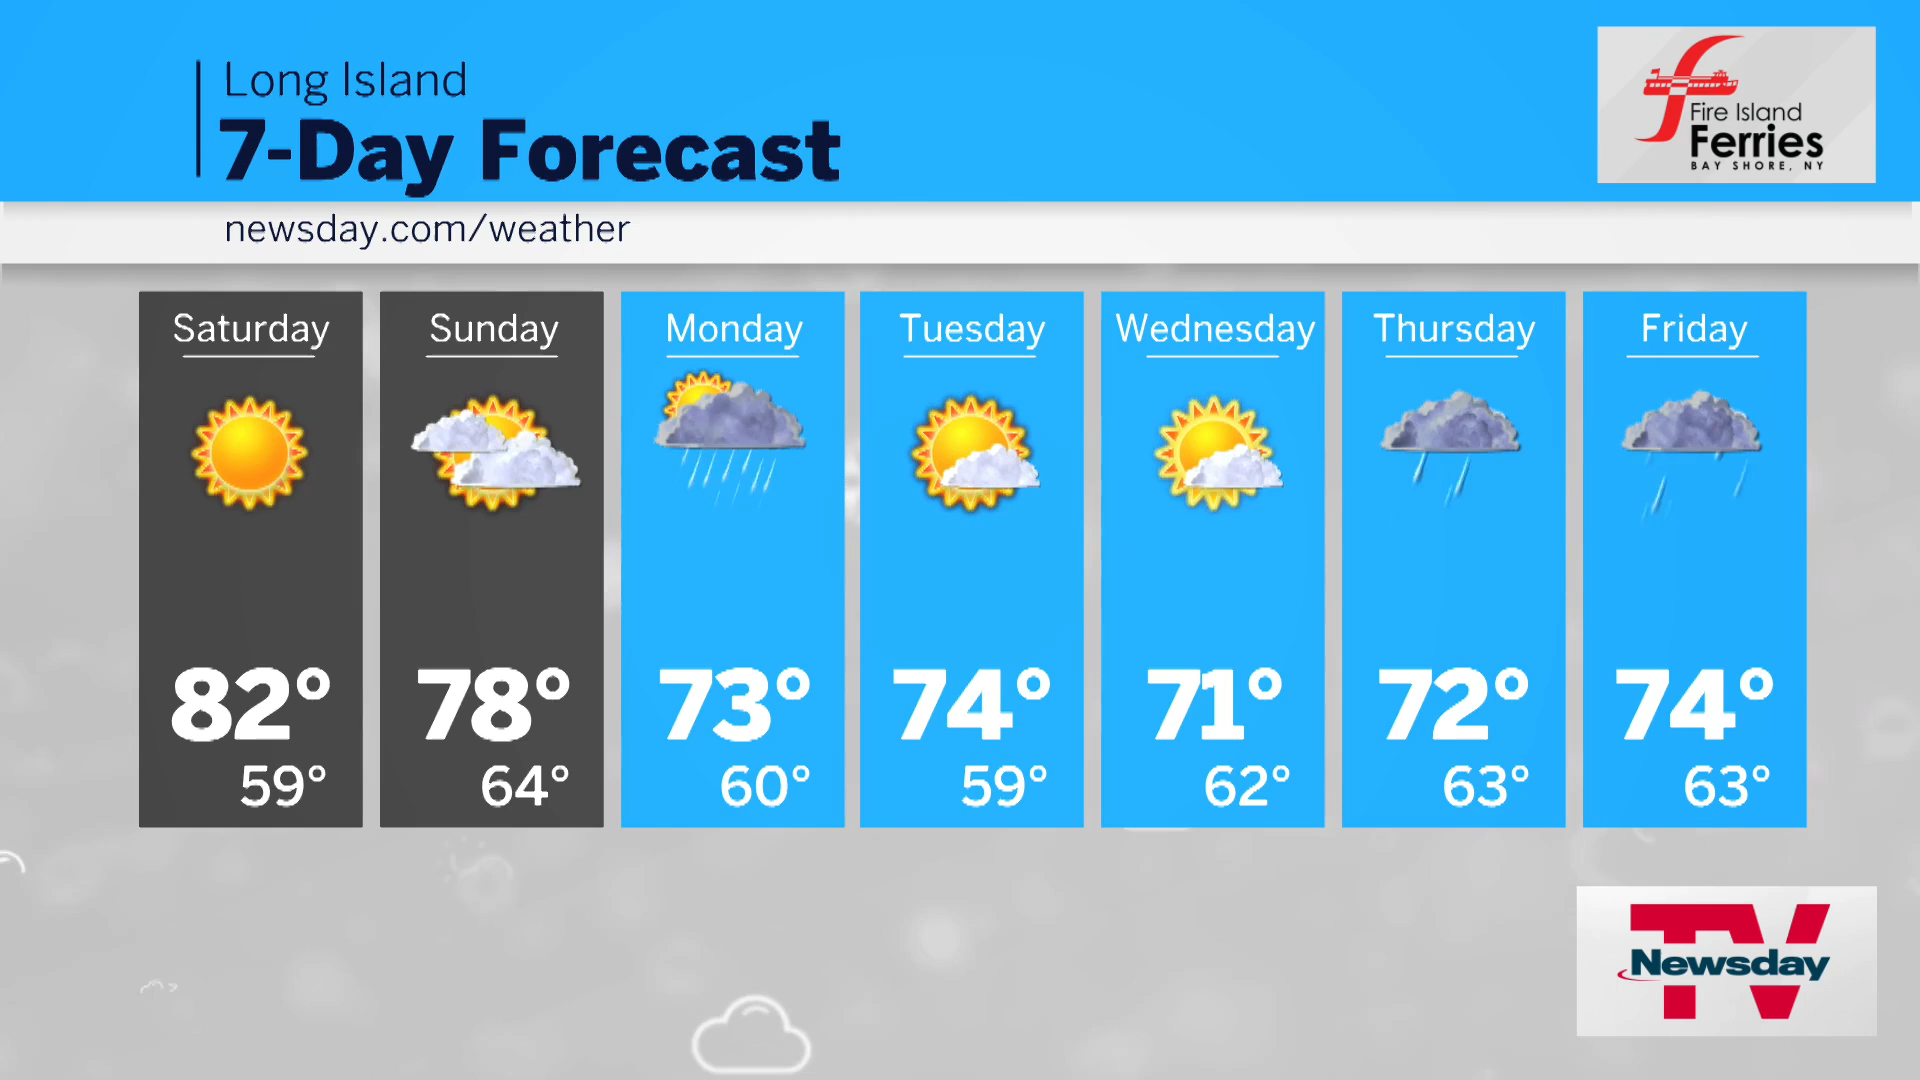 Long Island
7-Day Forecast
newsday.com/weather
Fire Island
Ferries
BAY SHORE, NY
Saturday
82°
59°
Sunday
78°
64°
Monday
73°
60°
Tuesday
74°
59°
Wednesday
71°
62°
Thursday
72°
63°
Friday
74°
63°
TV
Newsday